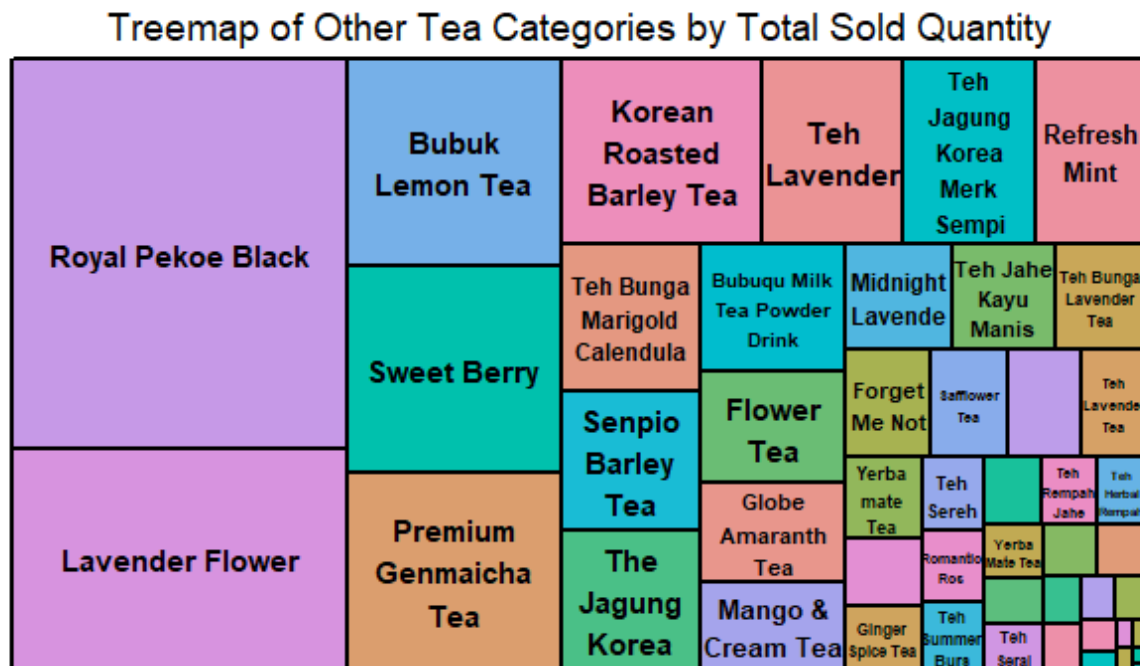 Treemap of Other Tea Categories by Total Sold Quantity
Royal Pekoe Black
Lavender Flower
Bubuk
Lemon Tea
Sweet Berry
Premium
Genmaicha
Tea
Korean
Roasted
Barley Tea
Teh
Lavender
Teh
Jagung
Korea
Merk
Sempi
Refresh
Mint
Teh Bunga
Marigold
Calendula
Senpio
Barley
Tea
The
Jagung
Korea
Bubuqu Milk
Tea Powder
Drink
Flower
Tea
Globe
Amaranth
Tea
Mango &
Cream Tea
Midnight
Lavende
Teh Jahe
Kayu
Manis
Teh Bunga
Lavender
Tea
Forget
Me Not
Safflower
Tea
Teh
Lavender
Tea
Yerba
mate
Tea
Teh
Sereh
Teh
Rempah
Jahe
Teh
Herbal
Rempah
Romantic
Ros
Yerba
Mate Tea
Ginger
Spice Tea
Teh
Summer
Burs
Teh
Serai